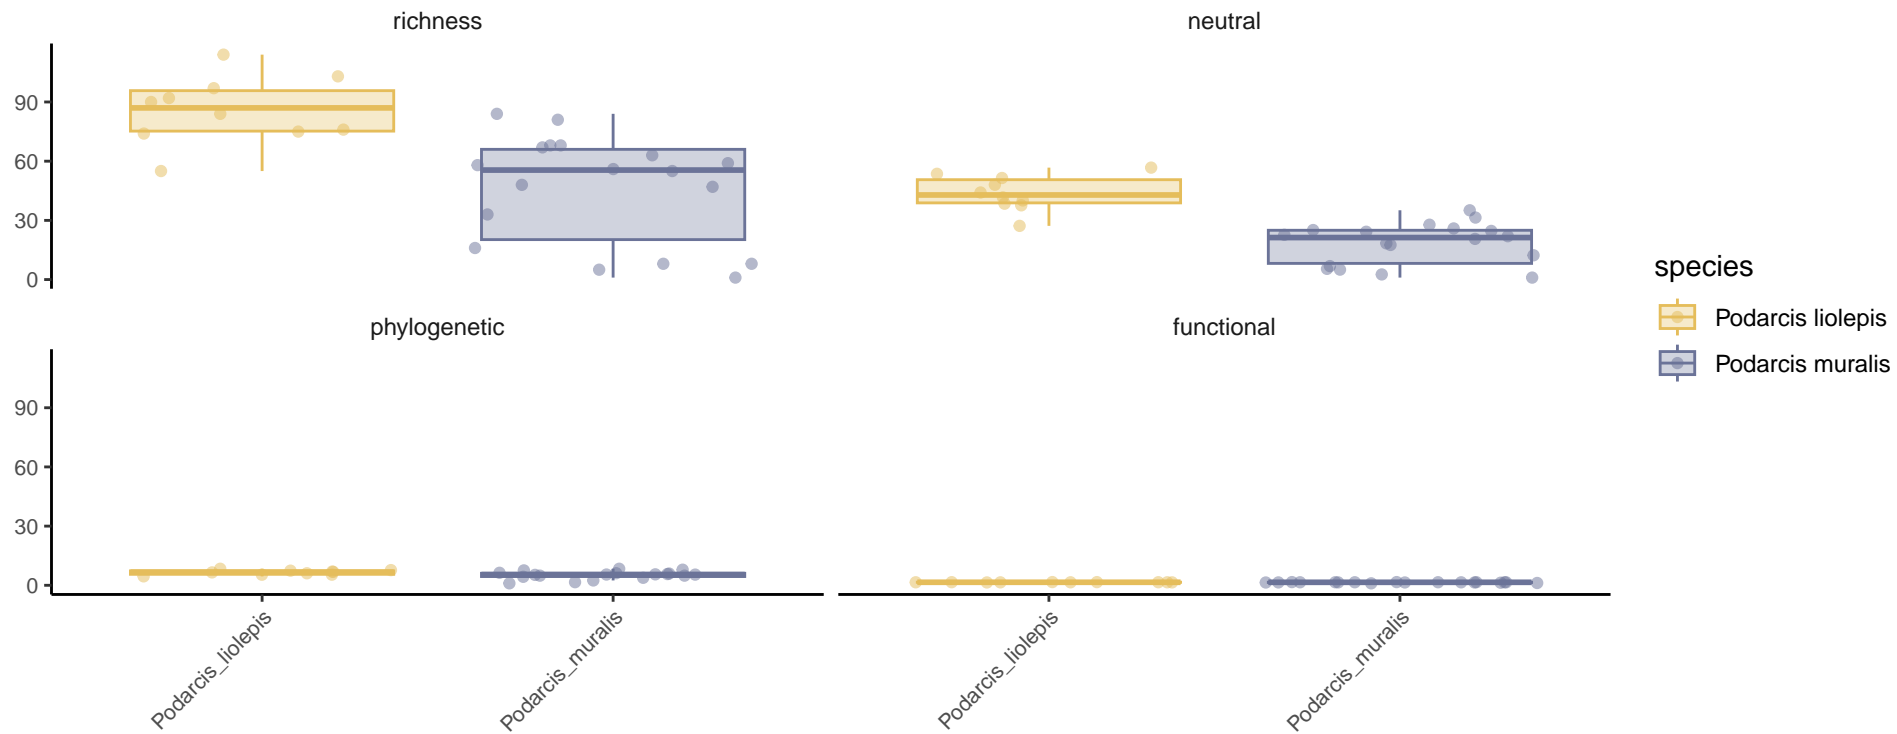 richness
neutral
90
60
30
0
phylogenetic
functional
90
60
30
0
Podarcis_liolepis
Podarcis_muralis
Podarcis_liolepis
Podarcis_muralis
species
Podarcis liolepis
Podarcis muralis